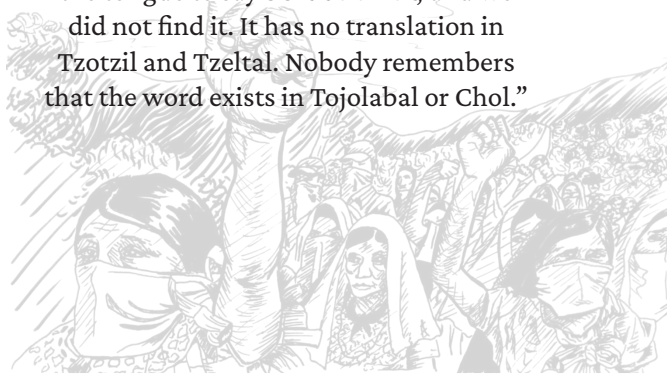 did not find it. It has no translation in
Tzotzil and Tzeltal. Nobody remembers
that the word exists in Tojolabal or Chol.”